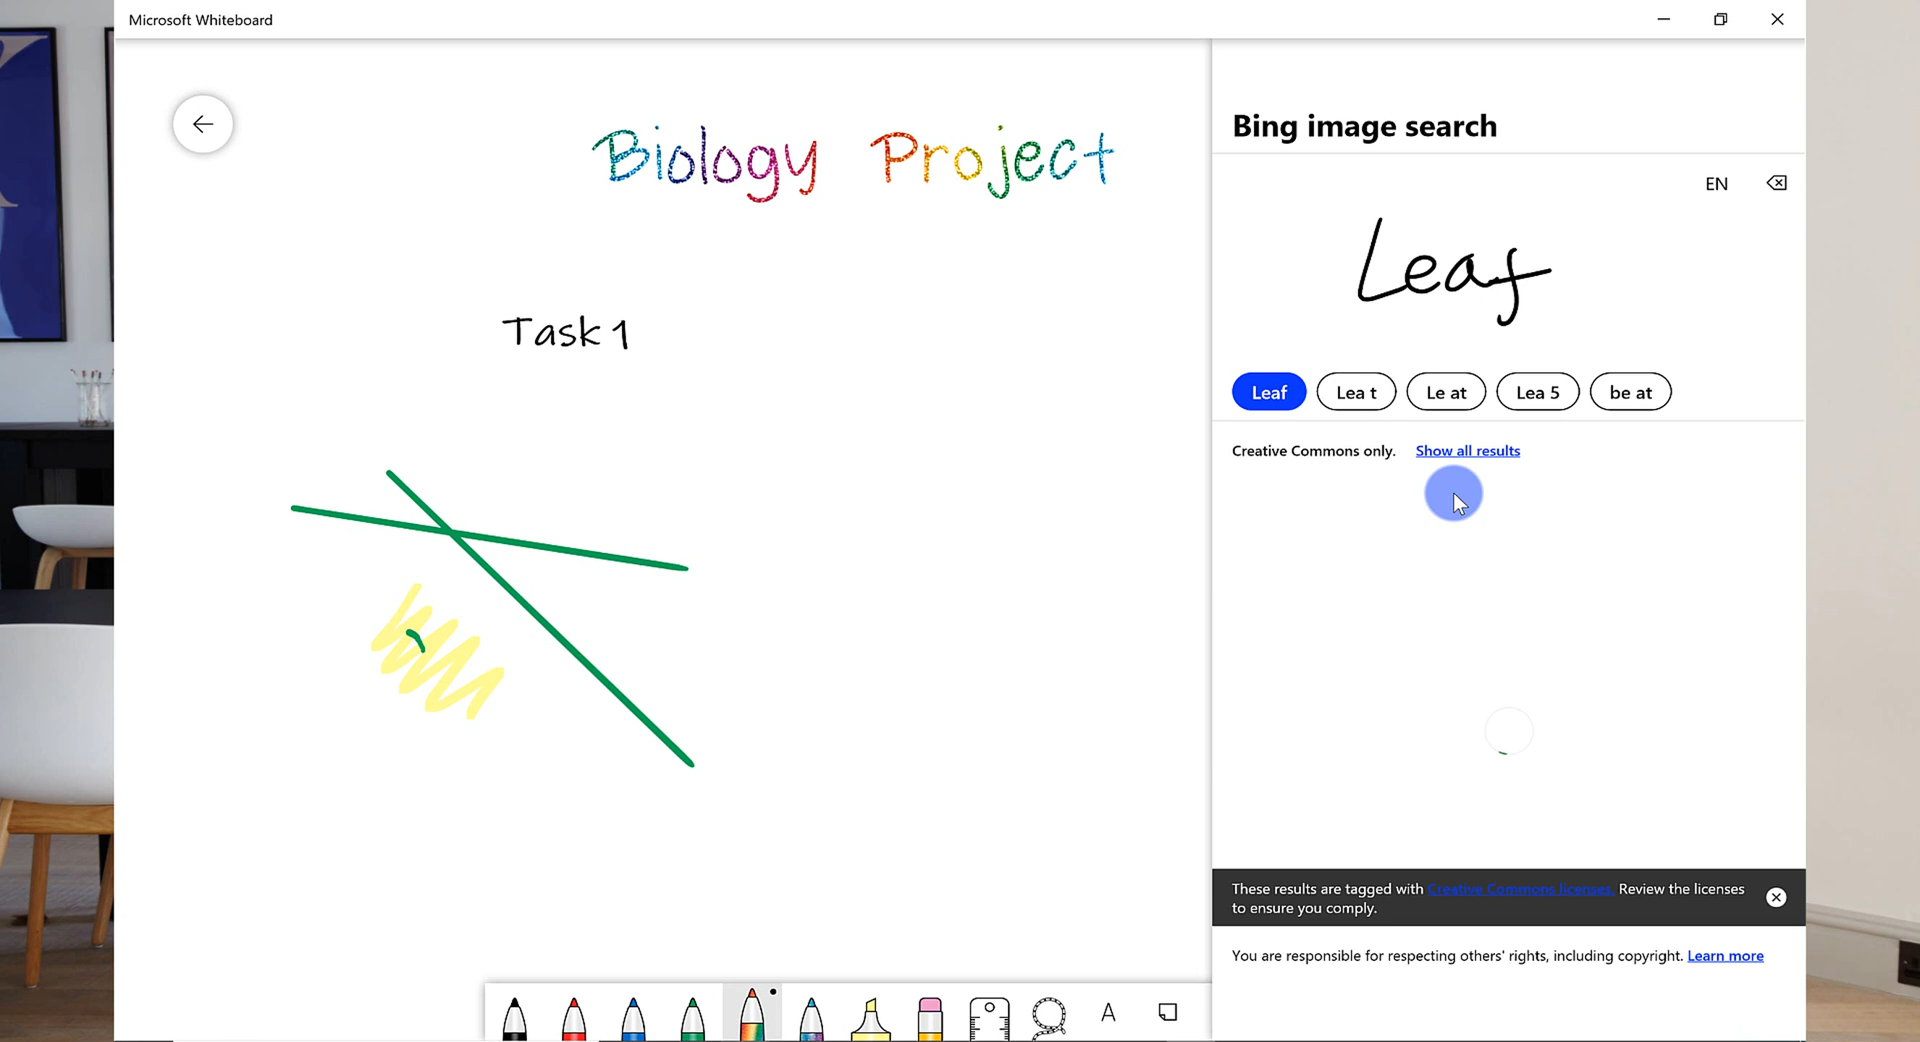 Microsoft Whiteboard
Biology Project
Task 1
Bing image search
EN
Leaf
Leaf
Lea t
Le at
Lea 5
be at
Creative Commons only. Show all results
These results are tagged with Creative Commons licenses. Review the licenses
to ensure you comply.
You are responsible for respecting others' rights, including copyright. Learn more
A